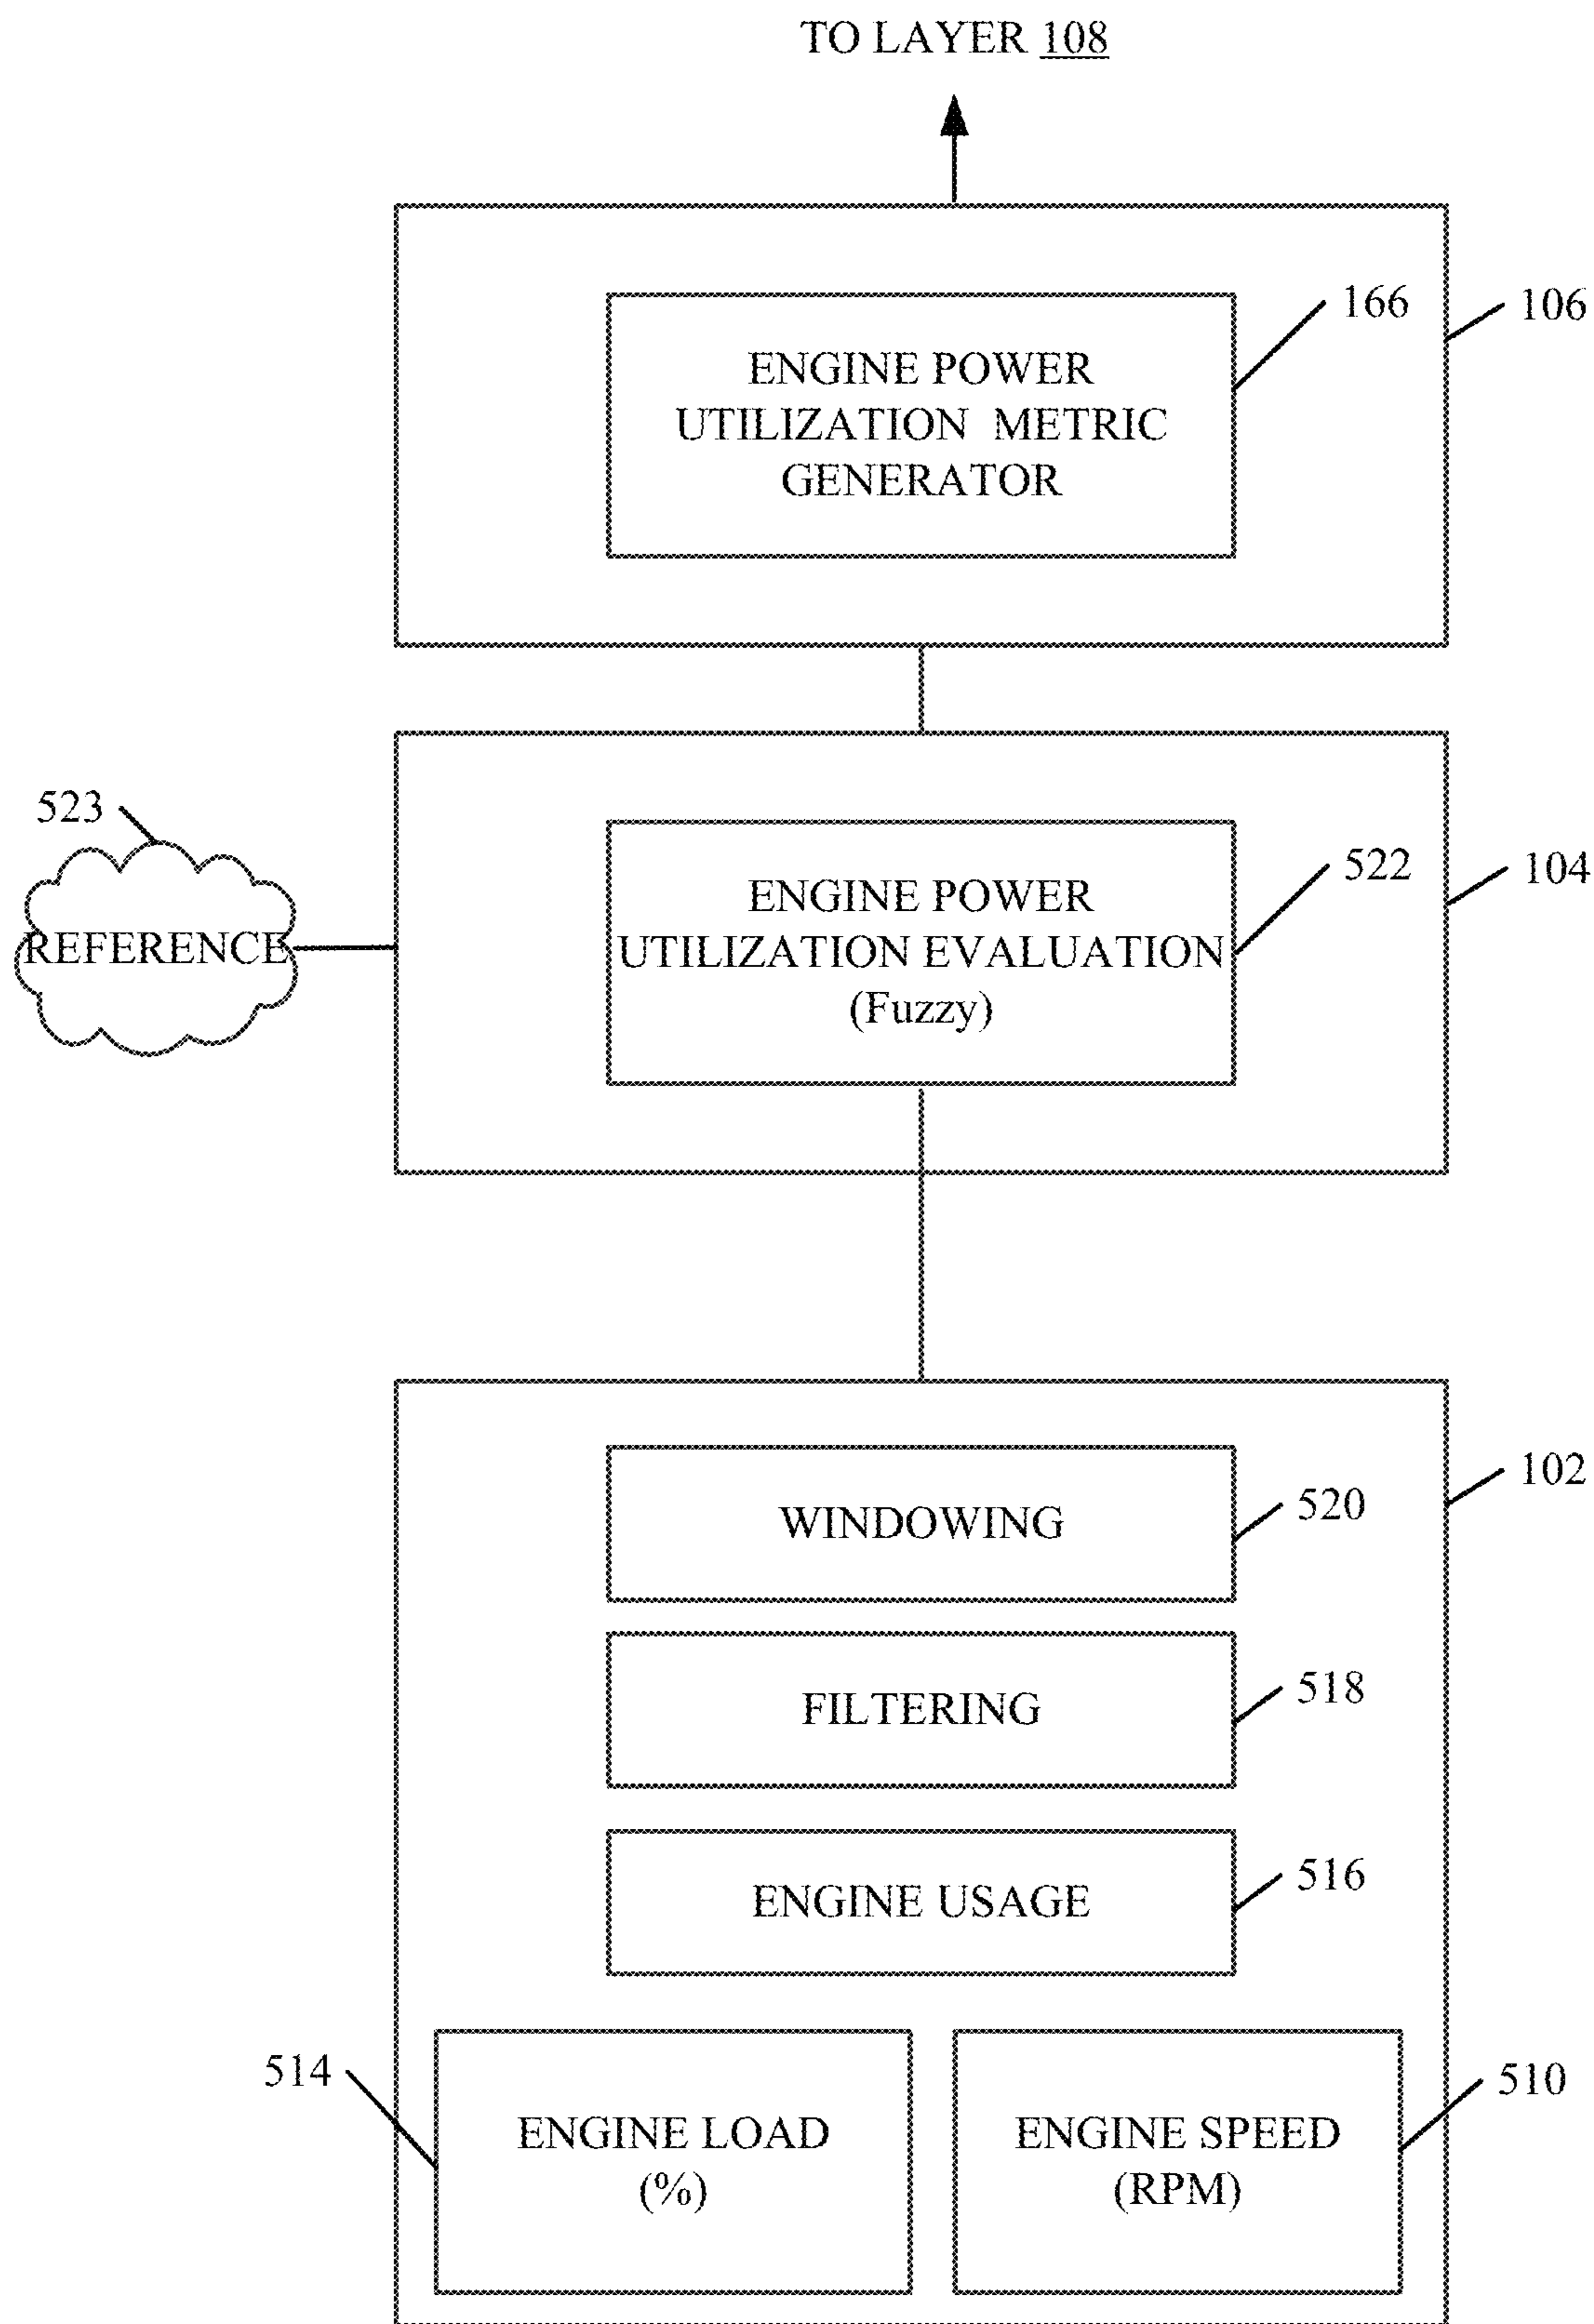 TO LAYER 108
166
106
ENGINE POWER
UTILIZATION METRIC
GENERATOR
523
522
104
ENGINE POWER
UTILIZATION EVALUATION
(Fuzzy)
REFERENCE
102
520
WINDOWING
518
FILTERING
516
ENGINE USAGE
514
510
ENGINE LOAD
(%)
ENGINE SPEED
(RPM)